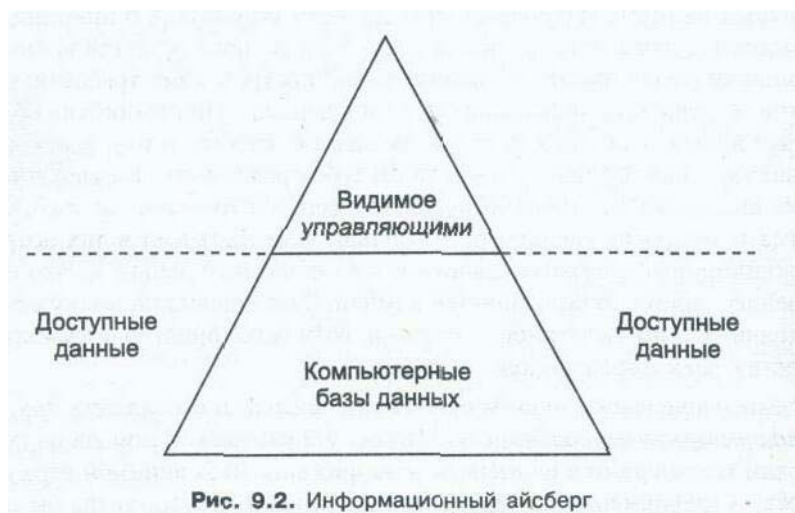 Видимое
управляющими
Доступные
данные
Компьютерные
базы данных
Доступные
данные
Рис. 9.2. Информационный айсберг